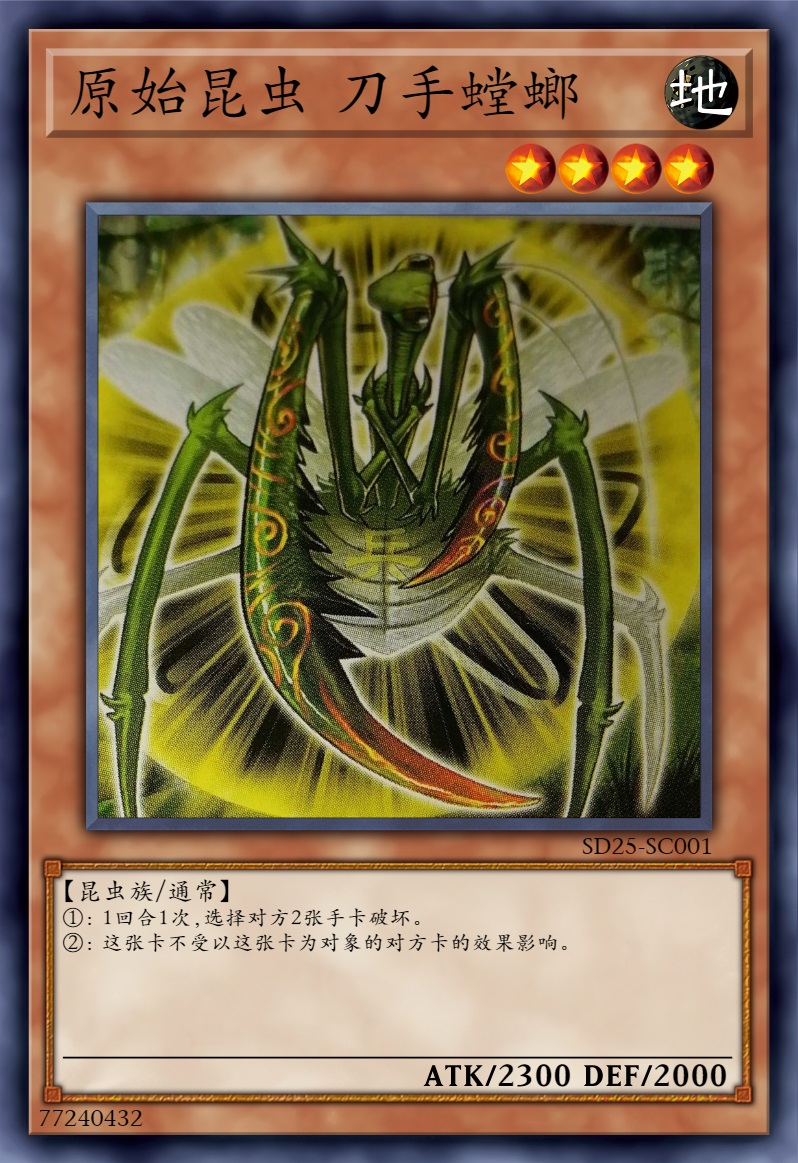 原始昆虫 刀手螳螂
地
SD25-SC001
【昆虫族/通常】
①: 1回合1次,选择对方2张手卡破坏。
②: 这张卡不受以这张卡为对象的对方卡的效果影响。
ATK/2300 DEF/2000
77240432